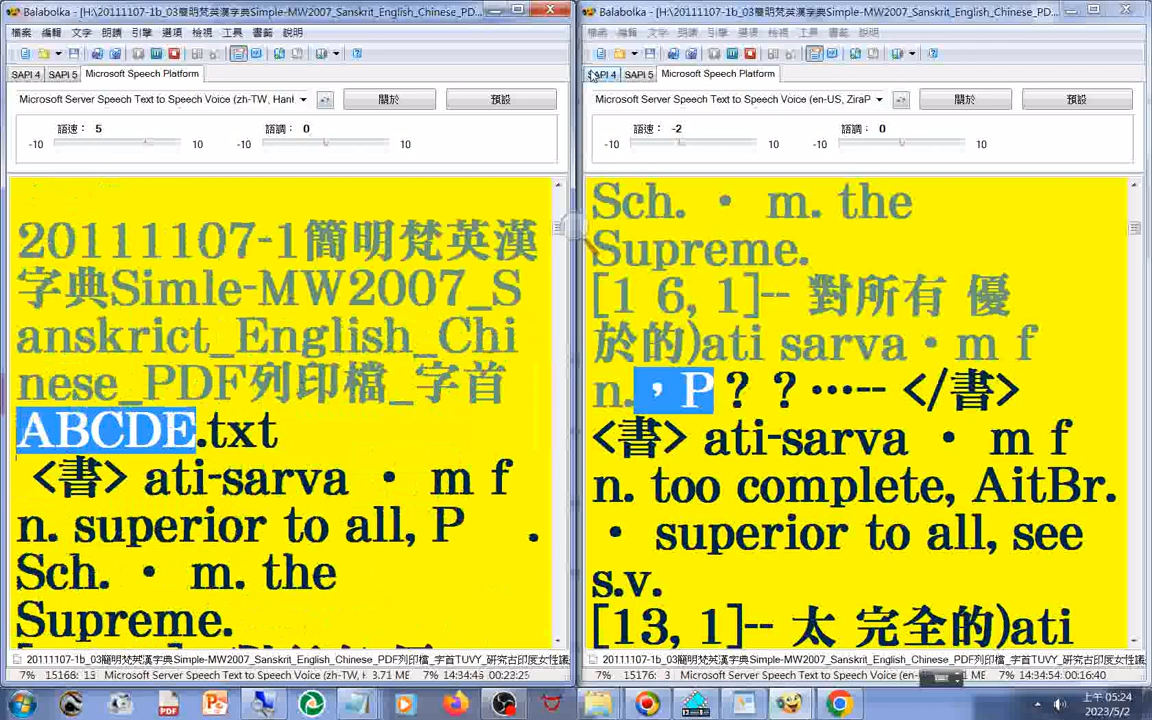 Balabolka - [H:\20111107-1b_03簡明梵英漢字典Simple-MW2007_Sanskrit_English_Chinese_PD...
檔案 編輯 文字 朗讀 引擎 選項 檢視 工具 書籤 說明
SAPI 4 SAPI 5 Microsoft Speech Platform
Microsoft Server Speech Text to Speech Voice (zh-TW, Hanl
關於 預設
語速： 5 語調： 0
-10 10 -10 10
20111107-1簡明梵英漢
字典Simle-MW2007_S
anskrict_English_Chi
nese_PDF列印檔_字首
ABCDE.txt
<書> ati-sarva • m f
n. superior to all, P .
Sch. • m. the
Supreme.
20111107-1b_03簡明梵英漢字典Simple-MW2007_Sanskrit_English_Chinese_PDF列印檔_字首TUVY_研究古印度女性議
7% 15168: 13 Microsoft Server Speech Text to Speech Voice (zh-TW, H 3.71 ME 7% 14:34:43 00:23:25
Balabolka - [H:\20111107-1b_03簡明梵英漢字典Simple-MW2007_Sanskrit_English_Chinese_PD...
檔案 編輯 文字 朗讀 引擎 選項 檢視 工具 書籤 說明
SAPI 4 SAPI 5 Microsoft Speech Platform
Microsoft Server Speech Text to Speech Voice (en-US, ZiraP
關於 預設
語速： -2 語調： 0
-10 10 -10 10
Sch. • m. the
Supreme.
[1 6, 1]-- 對所有 優
於的)ati sarva • m f
n.，P？？…-- </書>
<書> ati-sarva • m f
n. too complete, AitBr.
• superior to all, see
s.v.
[13, 1]-- 太 完全的)ati
20111107-1b_03簡明梵英漢字典Simple-MW2007_Sanskrit_English_Chinese_PDF列印檔_字首TUVY_研究古印度女性議
7% 15176: 3 Microsoft Server Speech Text to Speech Voice 7% 14:34:54 00:16:40
上午 05:24
2023/5/2